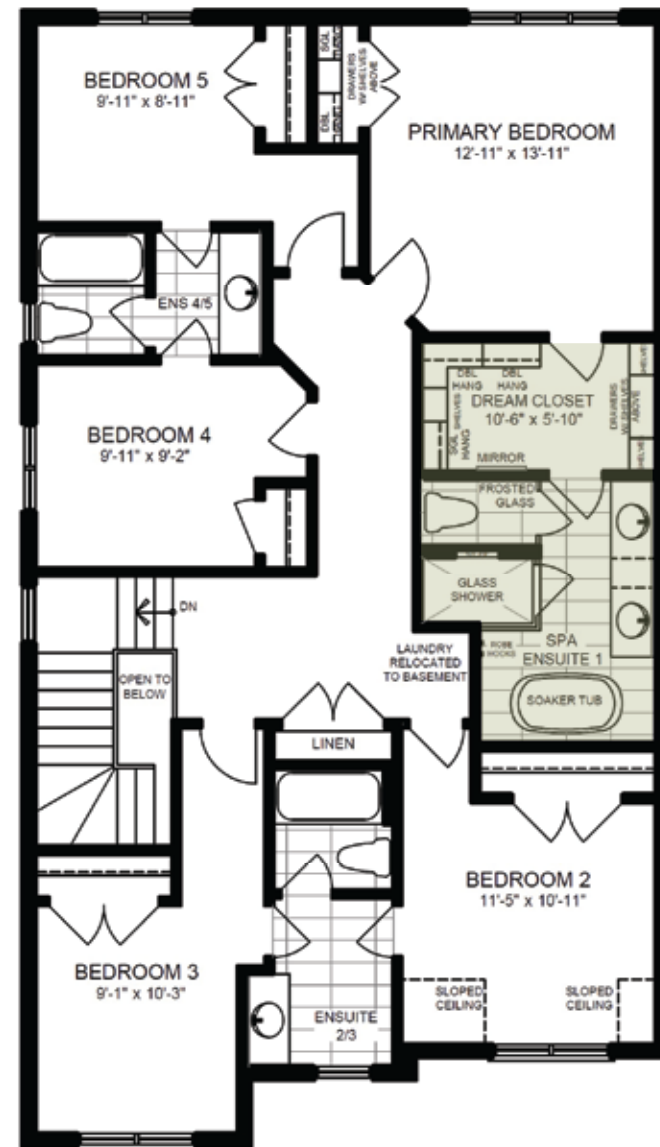 BEDROOM 5
9'-11" x 8'-11"
SGL
DBL
DRAWERS
W/SHELVES
ABOVE
PRIMARY BEDROOM
12'-11" x 13'-11"
ENS 4/5
DBL
HANG
DBL
HANG
SHELVES
DREAM CLOSET
10'-6" x 5'-10"
SGL
HANG
SHELVES
DRAWERS
W/SHELVES
ABOVE
SHELVES
MIRROR
BEDROOM 4
9'-11" x 9'-2"
FROSTED
GLASS
GLASS
SHOWER
DN
OPEN TO
BELOW
LAUNDRY
RELOCATED
TO BASEMENT
ROBE
HOOKS
SPA
ENSUITE 1
SOAKER TUB
LINEN
BEDROOM 2
11'-5" x 10'-11"
BEDROOM 3
9'-1" x 10'-3"
SLOPED
CEILING
SLOPED
CEILING
ENSUITE
2/3